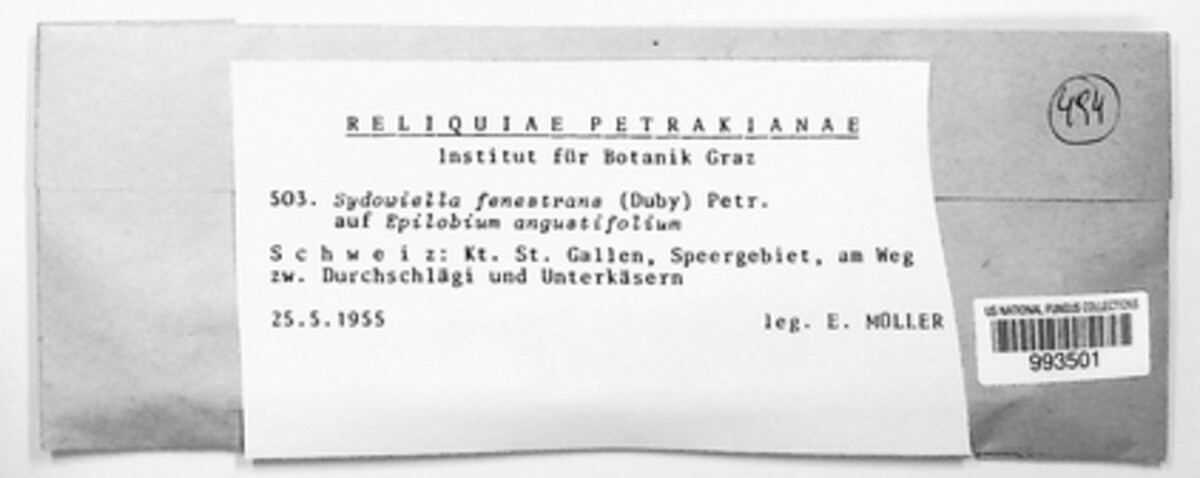 RELIQUIAE PETRAKIANAE
Institut für Botanik Graz
503. Sydowiella fenestrans (Duby) Petr.
auf Epilobium angustifolium
Schweiz: Kt. St. Gallen, Speergebiet, am Weg
zw. Durchschlägi und Unterkäsern
25.5.1955 leg. E. MÜLLER
494
US NATIONAL FUNGUS COLLECTIONS
993501